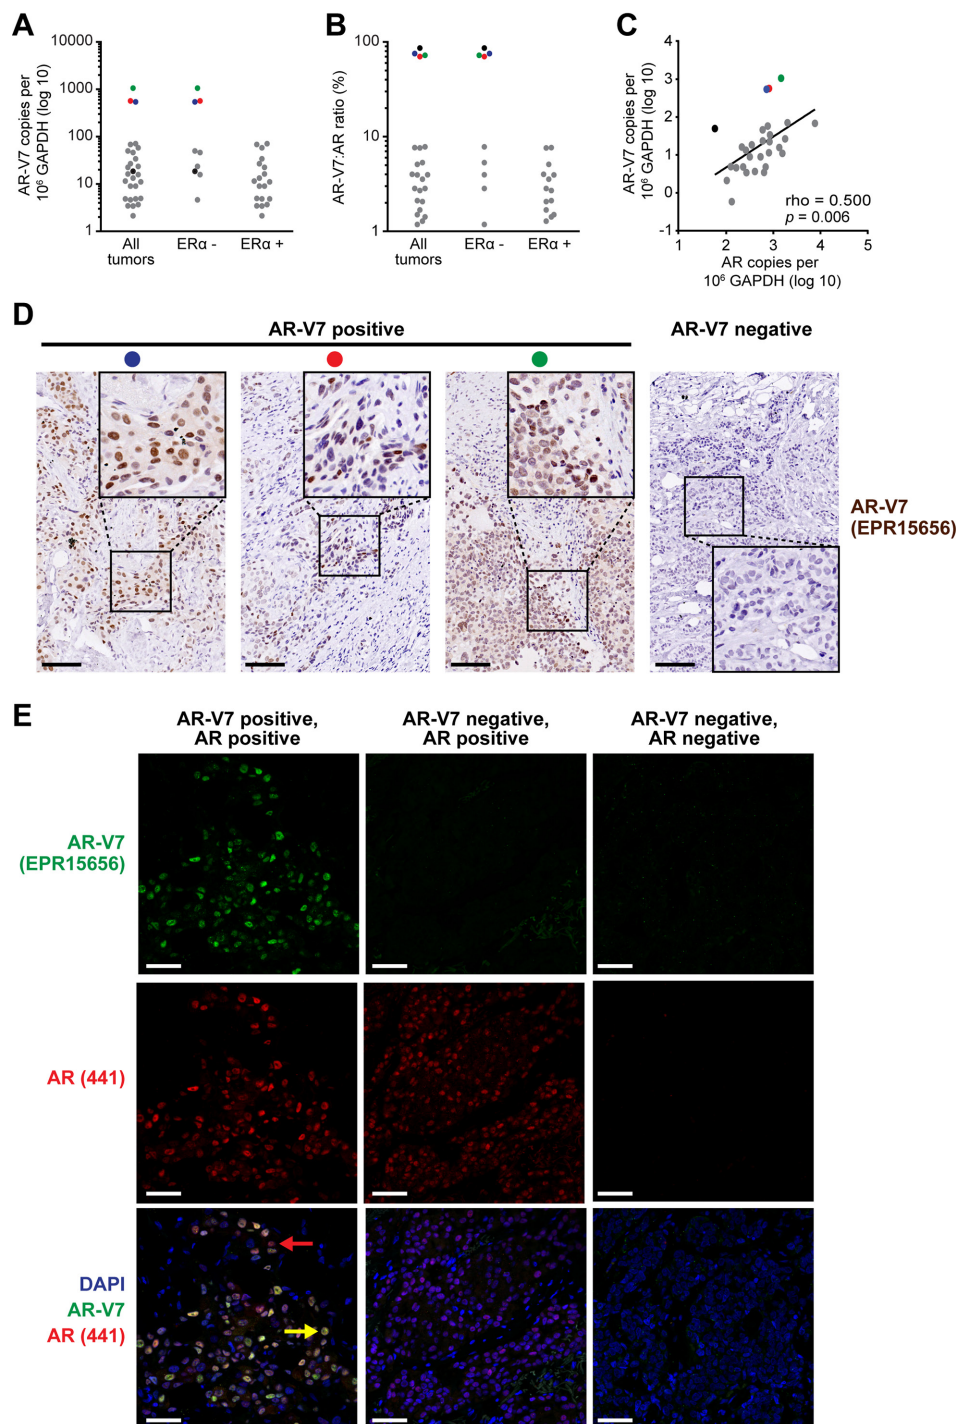 A
AR-V7 copies per
10⁶ GAPDH (log 10)
10000
1000
100
10
1
All
tumors
ERα -
ERα +
B
AR-V7:AR ratio (%)
100
10
1
All
tumors
ERα -
ERα +
C
AR-V7 copies per
10⁶ GAPDH (log 10)
4
3
2
1
0
-1
rho = 0.500
p = 0.006
1
2
3
4
5
AR copies per
10⁶ GAPDH (log 10)
D
AR-V7 positive
AR-V7 negative
AR-V7
(EPR15656)
E
AR-V7 positive,
AR positive
AR-V7 negative,
AR positive
AR-V7 negative,
AR negative
AR-V7
(EPR15656)
AR (441)
DAPI
AR-V7
AR (441)